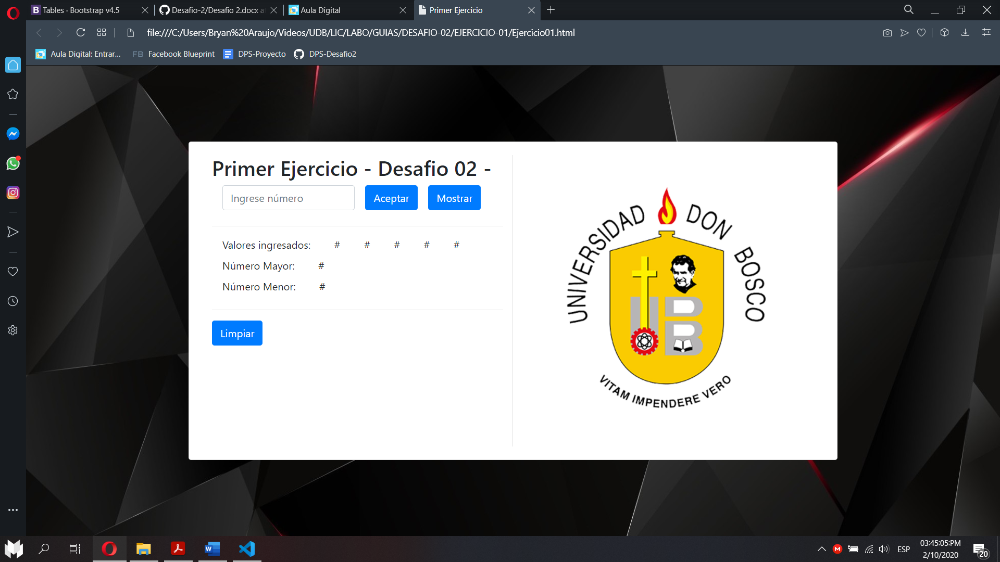 Tables · Bootstrap v4.5
Desafio-2/Desafio 2.docx a
Aula Digital
Primer Ejercicio
file:///C:/Users/Bryan%20Araujo/Videos/UDB/LIC/LABO/GUIAS/DESAFIO-02/EJERCICIO-01/Ejercicio01.html
Aula Digital: Entrar...
FB Facebook Blueprint
DPS-Proyecto
DPS-Desafio2
Primer Ejercicio - Desafio 02 -
Ingrese número
Aceptar
Mostrar
Valores ingresados: # # # # #
Número Mayor: #
Número Menor: #
Limpiar
UNIVERSIDAD DON BOSCO
UDB
VITAM IMPENDERE VERO
ESP
03:45:05:PM
2/10/2020
20